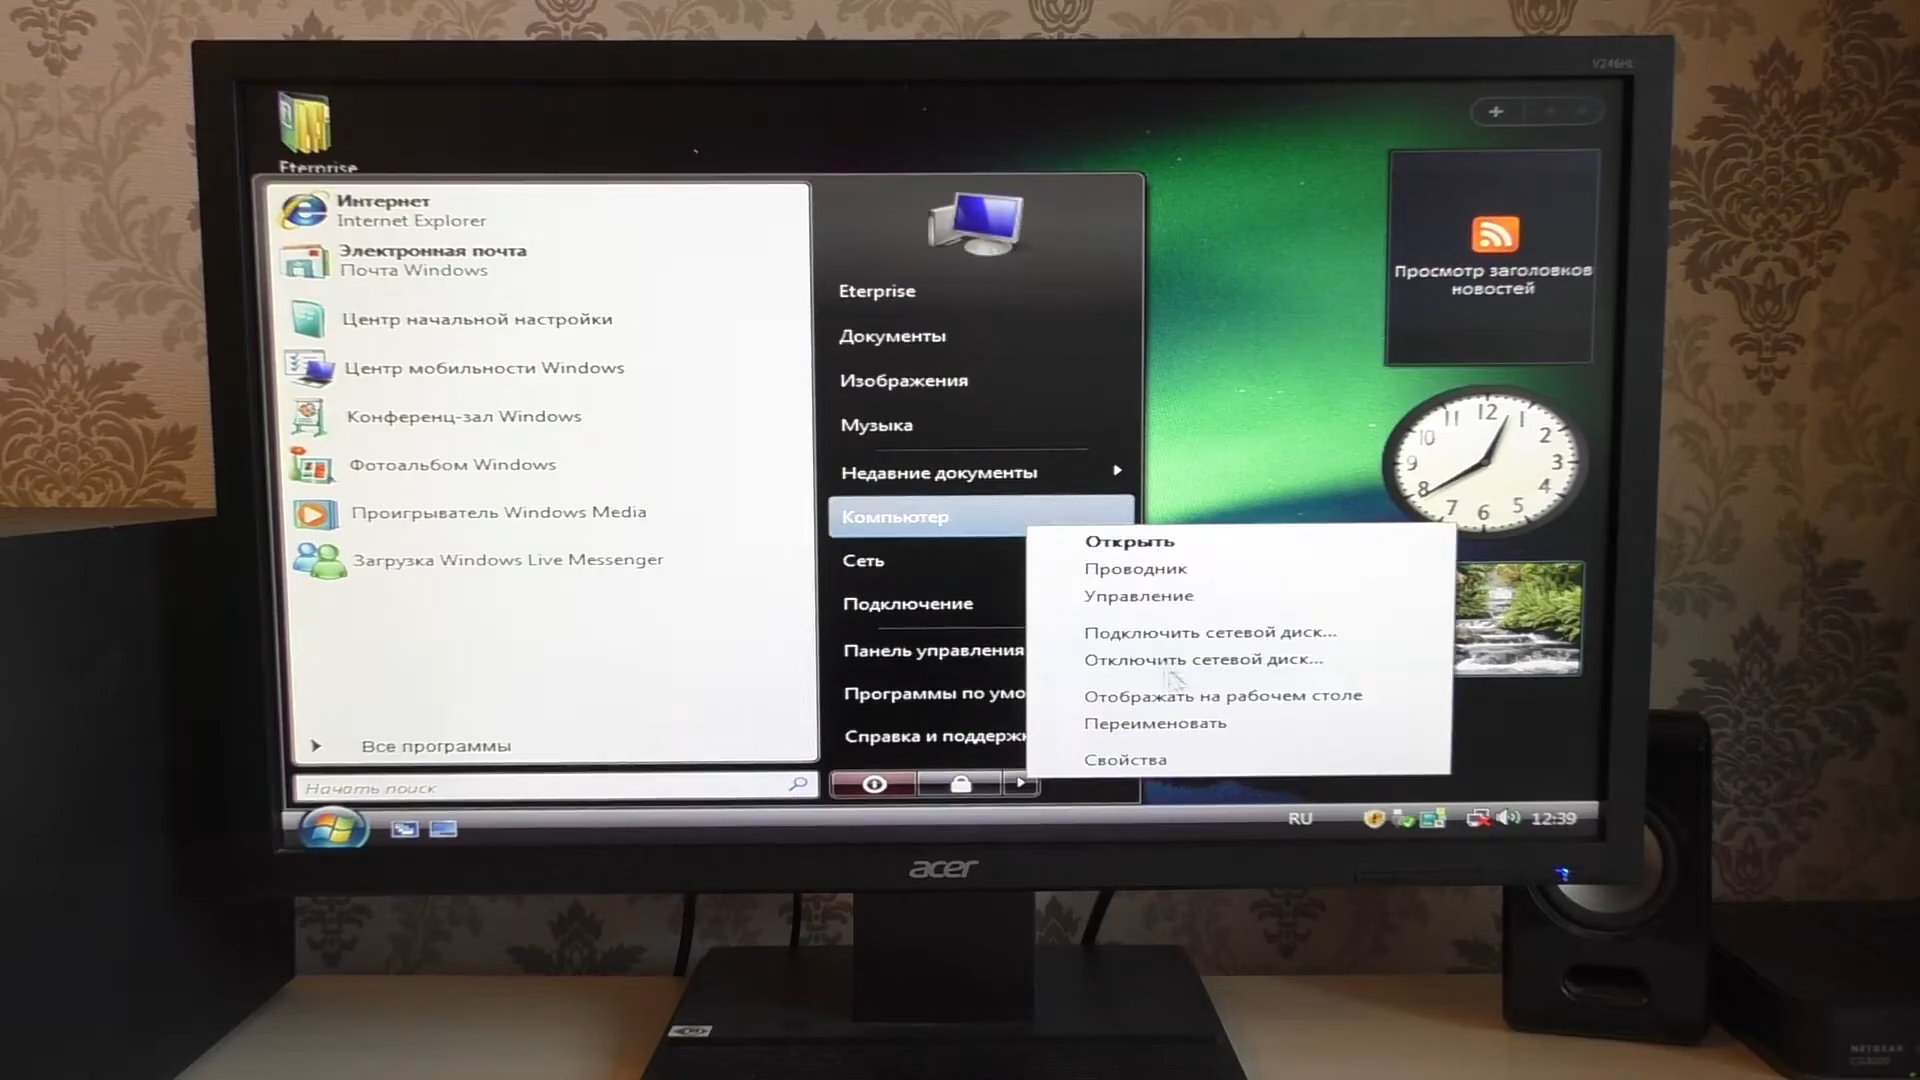 V246HL
Eterprise
Интернет
Internet Explorer
Электронная почта
Почта Windows
Центр начальной настройки
Центр мобильности Windows
Конференц-зал Windows
Фотоальбом Windows
Проигрыватель Windows Media
Загрузка Windows Live Messenger
Все программы
Начать поиск
Eterprise
Документы
Изображения
Музыка
Недавние документы
Компьютер
Сеть
Подключение
Панель управления
Программы по умо
Справка и поддержк
Открыть
Проводник
Управление
Подключить сетевой диск...
Отключить сетевой диск...
Отображать на рабочем столе
Переименовать
Свойства
Просмотр заголовков
новостей
12
1
2
3
4
5
6
7
8
9
10
11
RU
12:39
acer
NETGEAR